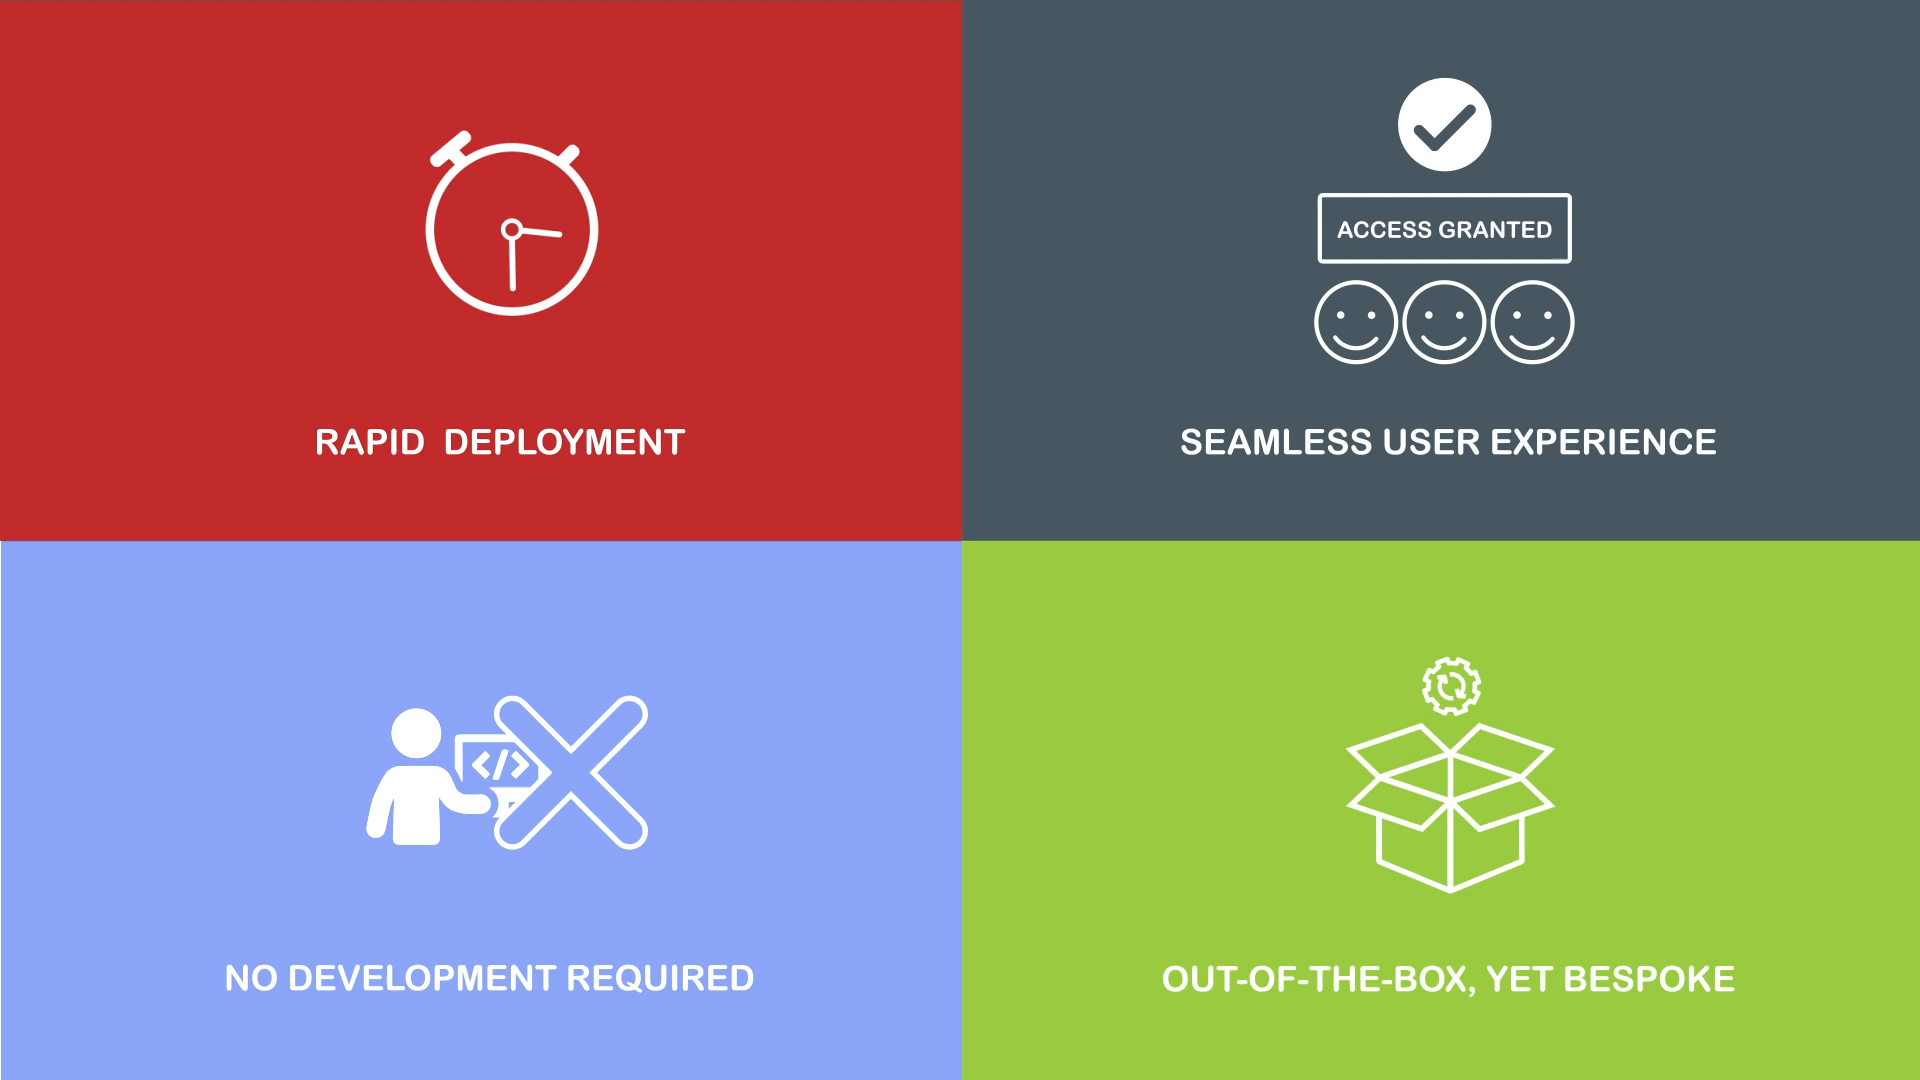 ACCESS GRANTED
RAPID  DEPLOYMENT
SEAMLESS USER EXPERIENCE
</>
NO DEVELOPMENT REQUIRED
OUT-OF-THE-BOX, YET BESPOKE